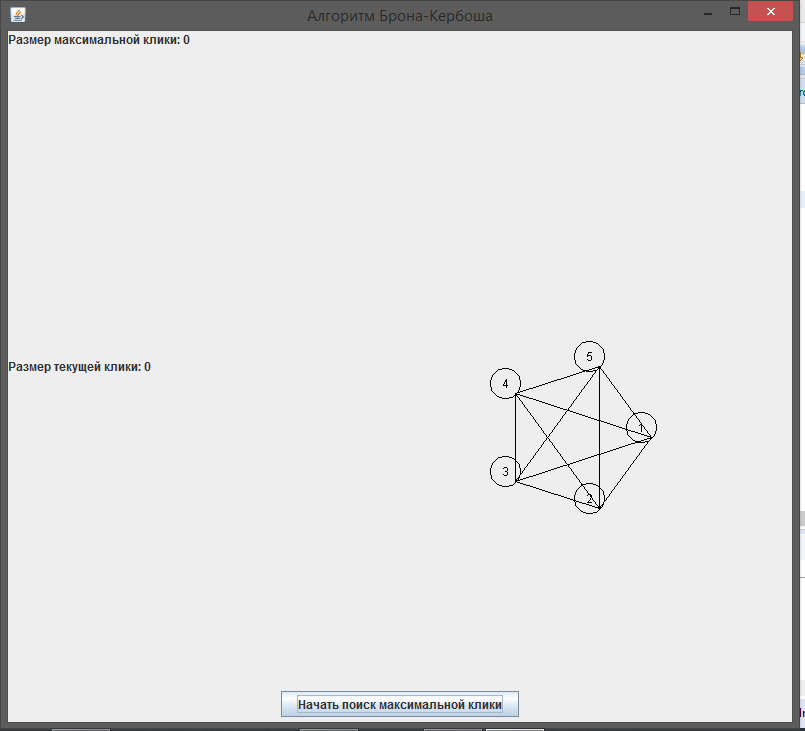 Алгоритм Брона-Кербоша
Размер максимальной клики: 0
Размер текущей клики: 0
5
4
1
3
2
Начать поиск максимальной клики